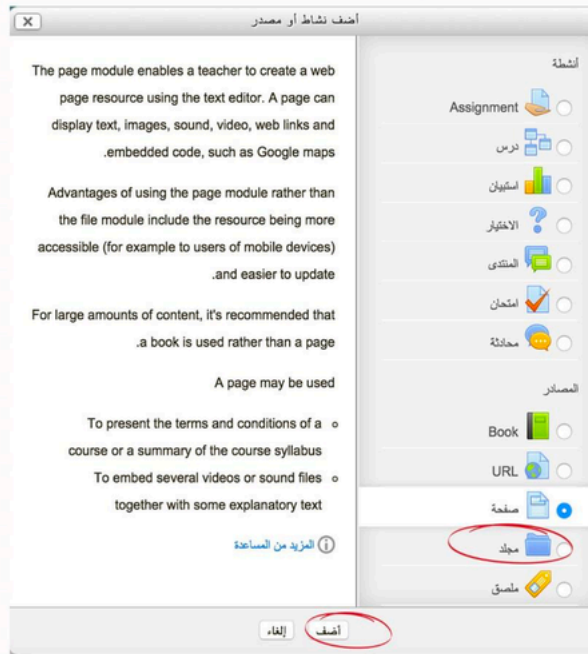 أضف نشاط أو مصدر
أنشطة
Assignment
درس
استبيان
الاختيار
المنتدى
امتحان
محادثة
المصادر
Book
URL
صفحة
مجلد
ملصق
The page module enables a teacher to create a web
page resource using the text editor. A page can
display text, images, sound, video, web links and
.embedded code, such as Google maps
Advantages of using the page module rather than
the file module include the resource being more
accessible (for example to users of mobile devices)
.and easier to update
For large amounts of content, it's recommended that
.a book is used rather than a page
A page may be used
To present the terms and conditions of a
course or a summary of the course syllabus
To embed several videos or sound files
together with some explanatory text
المزيد من المساعدة
أضف
إلغاء